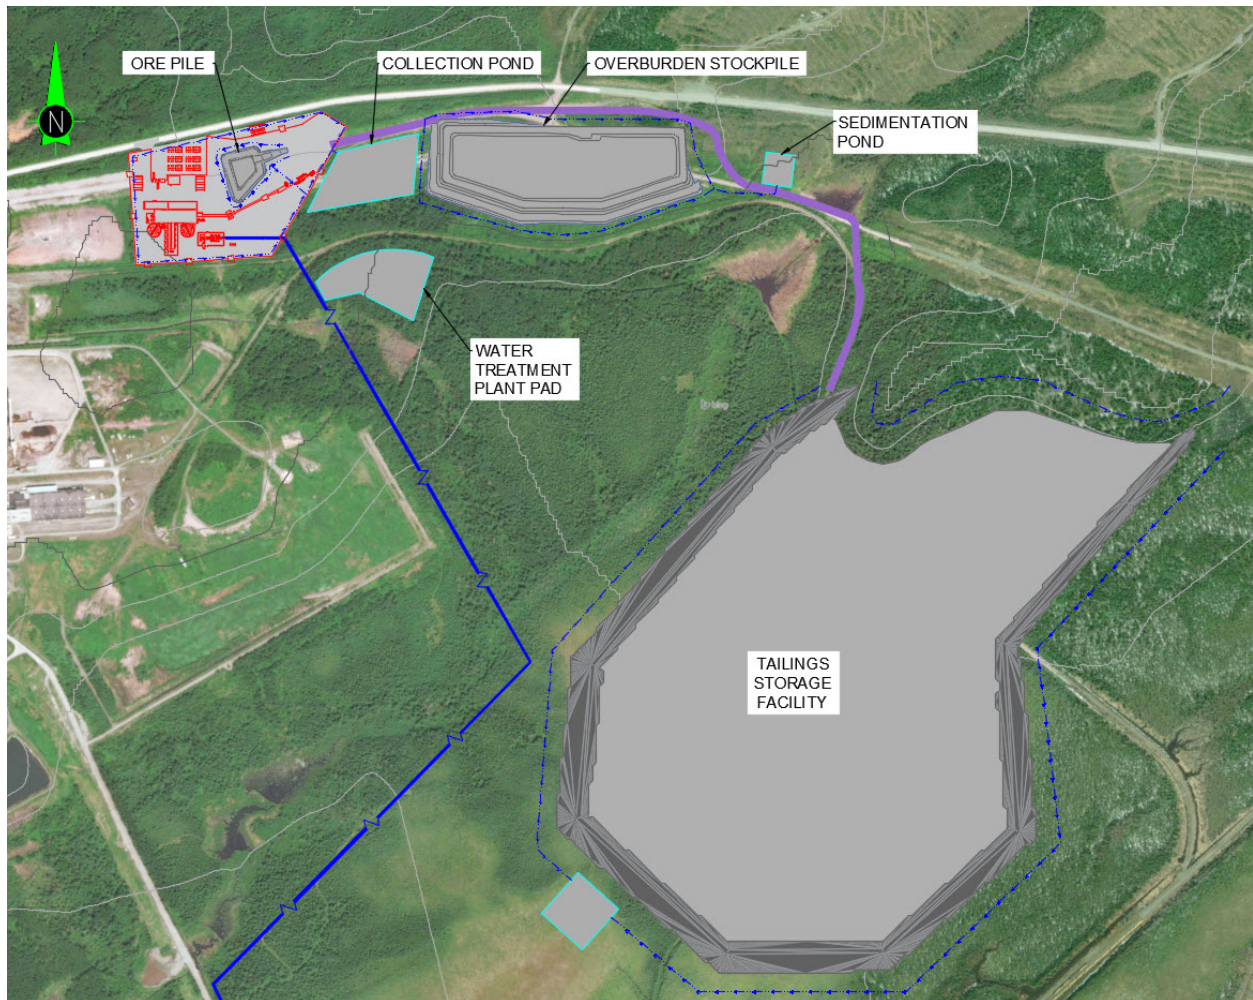 ORE PILE
COLLECTION POND
OVERBURDEN STOCKPILE
SEDIMENTATION
POND
N
WATER
TREATMENT
PLANT PAD
TAILINGS
STORAGE
FACILITY